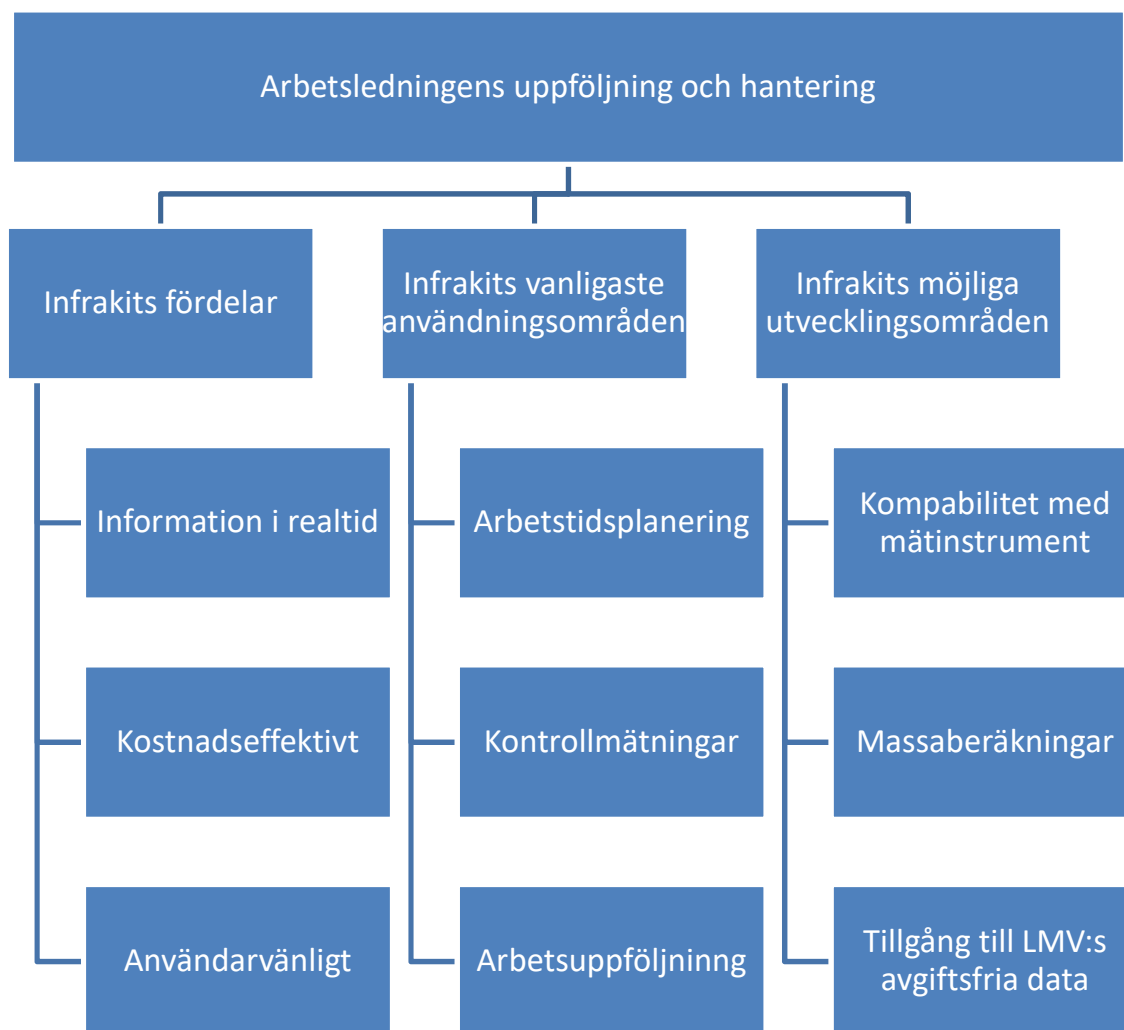 Arbetsledningens uppföljning och hantering
Infrakits fördelar
Infrakits vanligaste
användningsområden
Infrakits möjliga
utvecklingsområden
Information i realtid
Arbetstidsplanering
Kompabilitet med
mätinstrument
Kostnadseffektivt
Kontrollmätningar
Massaberäkningar
Användarvänligt
Arbetsuppföljninng
Tillgång till LMV:s
avgiftsfria data